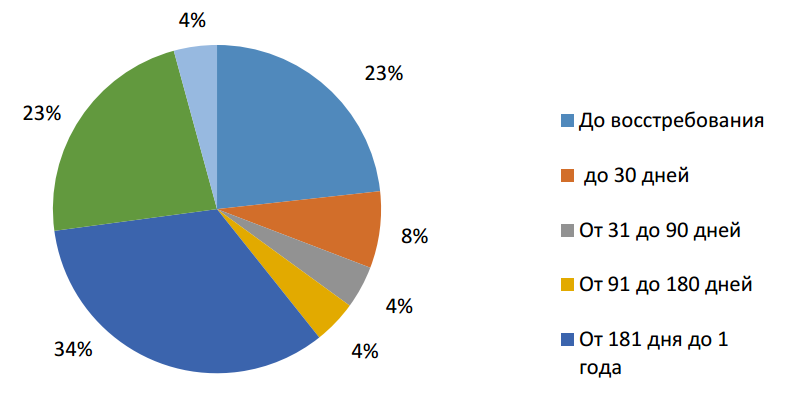 4%
23%
23%
До восстребования
до 30 дней
От 31 до 90 дней
8%
От 91 до 180 дней
4%
От 181 дня до 1
года
34%
4%